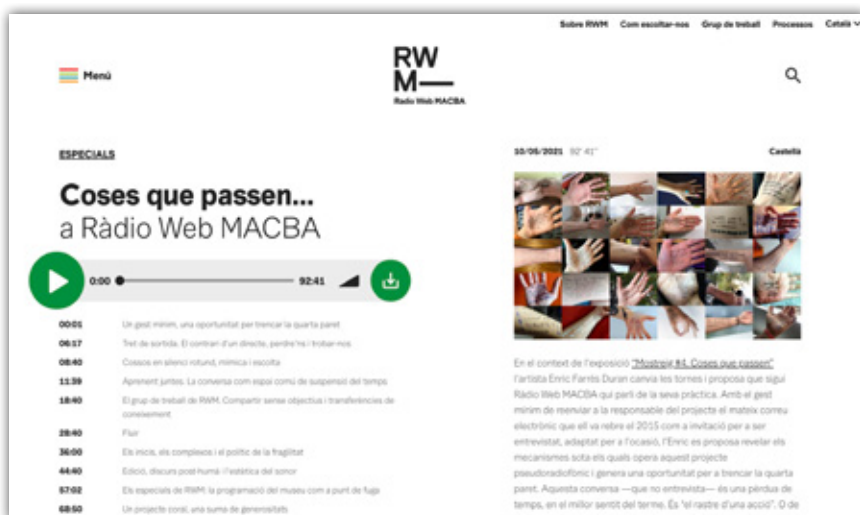 Sobre RWM Com escoltar-nos Grup de treball Processos Català
Menú
RW
M—
Radio Web MACBA
ESPECIALS
Coses que passen...
a Ràdio Web MACBA
0:00 92:41
00:01 Un gest mínim, una oportunitat per trencar la quarta paret
06:17 Tret de sortida. El contrari d'un directe, perdre'ns i trobar-nos
08:40 Cossos en silenci rotund, mímica i escolta
11:39 Aprenent juntes. La conversa com espai comú de suspensió del temps
18:40 El grup de treball de RWM. Compartir sense objectius i transferències de
coneixement
28:40 Fluir
36:00 Els inicis, els complexos i el polític de la fragilitat
44:40 Edició, discurs post-humà i l'estètica del sonor
57:02 Els especials de RWM: la programació del museu com a punt de fuga
68:50 Un projecte coral, una suma de generositats
10/05/2021 92' 41'' Castellà
En el context de l'exposició "Mostreig #4. Coses que passen"
l'artista Enric Farrés Duran canvia les tornes i proposa que sigui
Ràdio Web MACBA qui parli de la seva pràctica. Amb el gest
mínim de reenviar a la responsable del projecte el mateix correu
electrònic que ell va rebre el 2015 com a invitació per a ser
entrevistat, adaptat per a l'ocasió, l'Enric es proposa revelar els
mecanismes sota els quals opera aquest projecte
pseudoradiofònic i genera una oportunitat per a trencar la quarta
paret. Aquesta conversa —que no entrevista— és una pèrdua de
temps, en el millor sentit del terme. És "el rastre d'una acció". O de